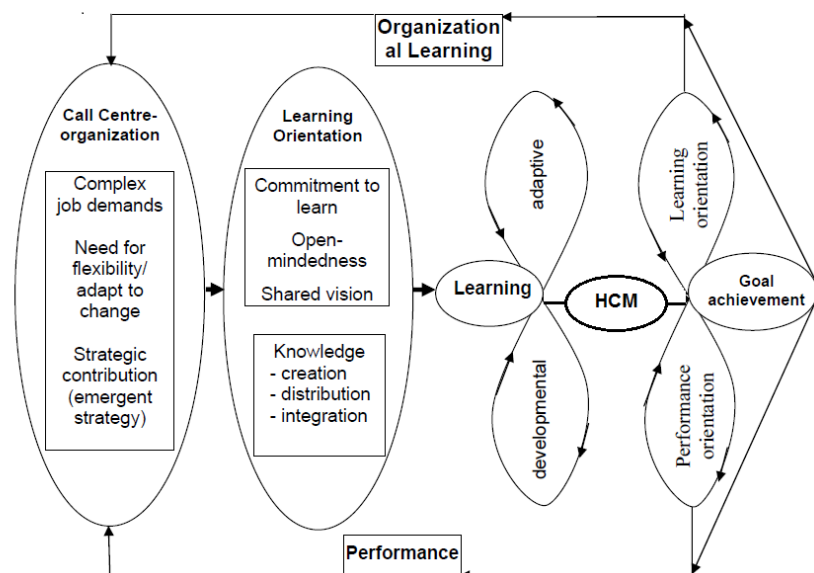 Organization
al Learning
Call Centre-
organization
Complex
job demands
Need for
flexibility/
adapt to
change
Strategic
contribution
(emergent
strategy)
Learning
Orientation
Commitment to
learn
Open-
mindedness
Shared vision
Knowledge
- creation
- distribution
- integration
Learning
adaptive
developmental
HCM
Learning
orientation
Performance
orientation
Goal
achievement
Performance